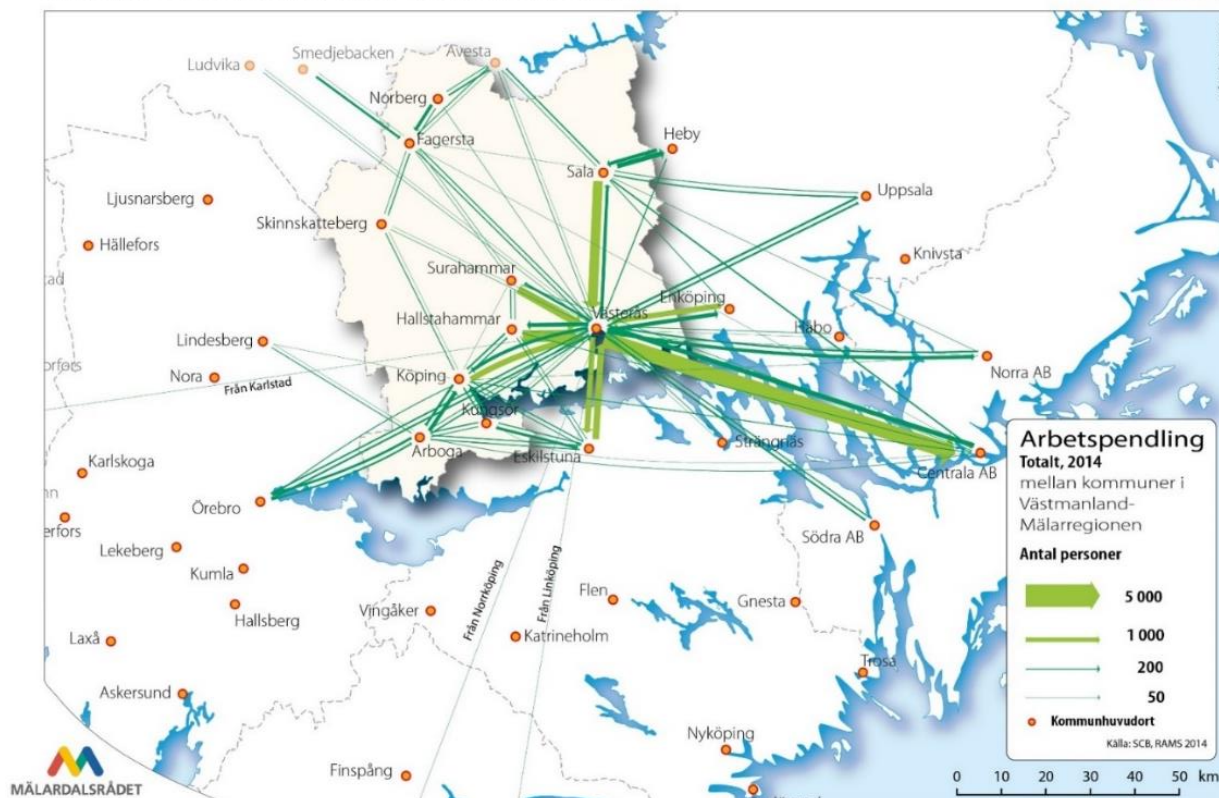 Ludvika
Smedjebacken
Avesta
Norberg
Fagersta
Heby
Sala
Uppsala
Ljusnarsberg
Skinnskatteberg
Hällefors
Knivsta
Surahammar
Enköping
Hallstahammar
Västerås
Håbo
Lindesberg
Norra AB
Nora
Från Karlstad
Köping
Kungsör
Strängnäs
Arboga
Eskilstuna
Centrala AB
Karlskoga
Örebro
Södra AB
Lekeberg
Kumla
Hallsberg
Från Norrköping
Från Linköping
Flen
Gnesta
Vingåker
Katrineholm
Laxå
Trosa
Askersund
Nyköping
Finspång
Arbetspendling
Totalt, 2014
mellan kommuner i
Västmanland-
Mälarregionen
Antal personer
5 000
1 000
200
50
Kommunhuvudort
Källa: SCB, RAMS 2014
0 10 20 30 40 50 km
MÄLARDALSRÅDET